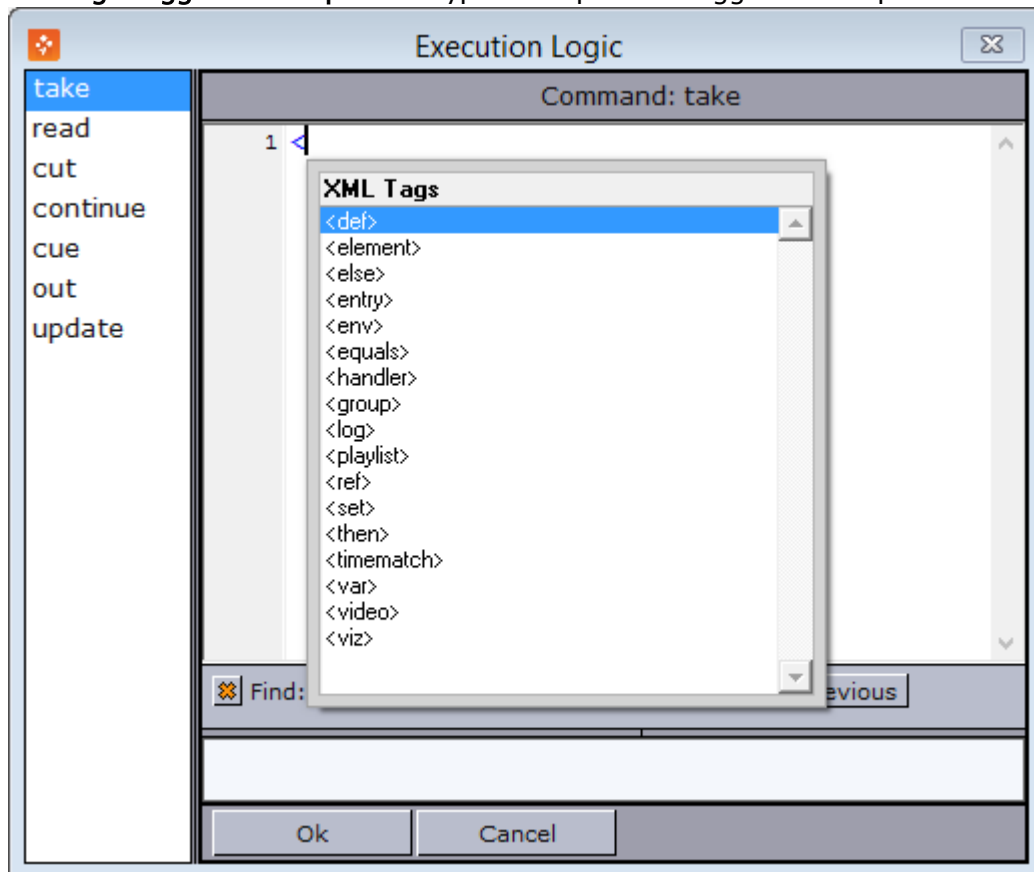 Execution Logic
take
Command: take
read
cut
continue
cue
out
update
1 <
XML Tags
<def>
<element>
<else>
<entry>
<env>
<equals>
<handler>
<group>
<log>
<playlist>
<ref>
<set>
<then>
<timematch>
<var>
<video>
<viz>
Find:
evious
Ok
Cancel